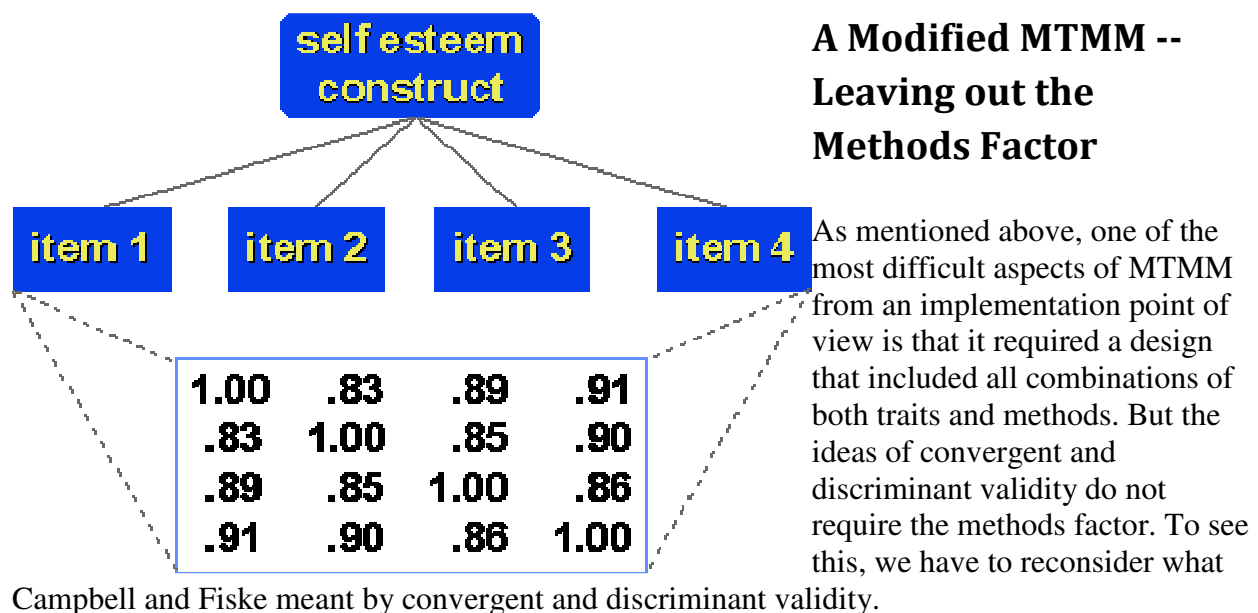 self esteem
construct
item 1 item 2 item 3 item 4
1.00 .83 .89 .91
.83 1.00 .85 .90
.89 .85 1.00 .86
.91 .90 .86 1.00
A Modified MTMM --
Leaving out the
Methods Factor
As mentioned above, one of the
most difficult aspects of MTMM
from an implementation point of
view is that it required a design
that included all combinations of
both traits and methods. But the
ideas of convergent and
discriminant validity do not
require the methods factor. To see
this, we have to reconsider what
Campbell and Fiske meant by convergent and discriminant validity.